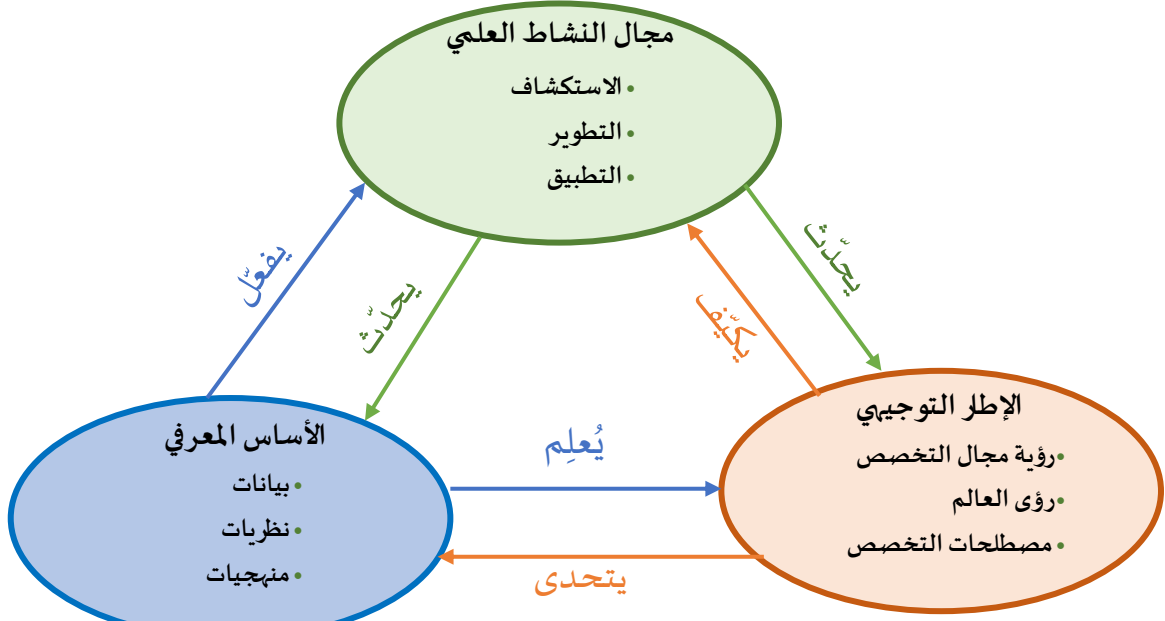 مجال النشاط العلمي
• الاستكشاف
• التطوير
• التطبيق
يفعّل
يحدّث
يكيّف
يحدّث
الإطار التوجيهي
• رؤية مجال التخصص
• رؤى العالم
• مصطلحات التخصص
الأساس المعرفي
• بيانات
• نظريات
• منهجيات
يُعلِم
يتحدى